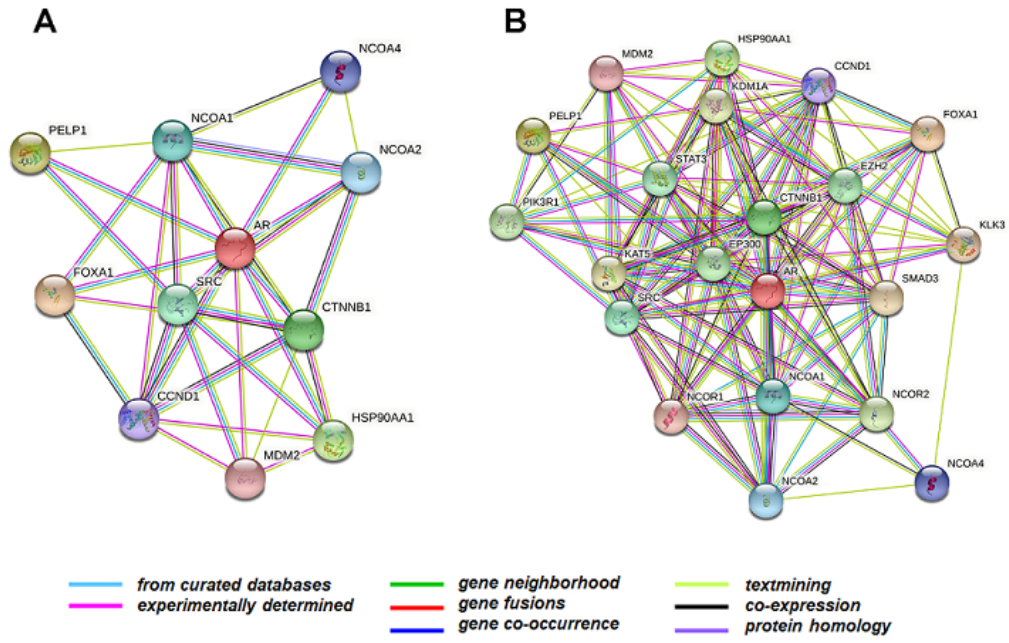 A
NCOA4
NCOA1
PELP1
NCOA2
AR
FOXA1
SRC
CTNNB1
CCND1
HSP90AA1
MDM2
B
HSP90AA1
MDM2
CCND1
KDM1A
PELP1
FOXA1
STAT3
EZH2
CTNNB1
PIK3R1
KLK3
EP300
KAT5
AR
SMAD3
SRC
NCOA1
NCOR1
NCOR2
NCOA4
NCOA2
from curated databases
experimentally determined
gene neighborhood
gene fusions
gene co-occurrence
textmining
co-expression
protein homology